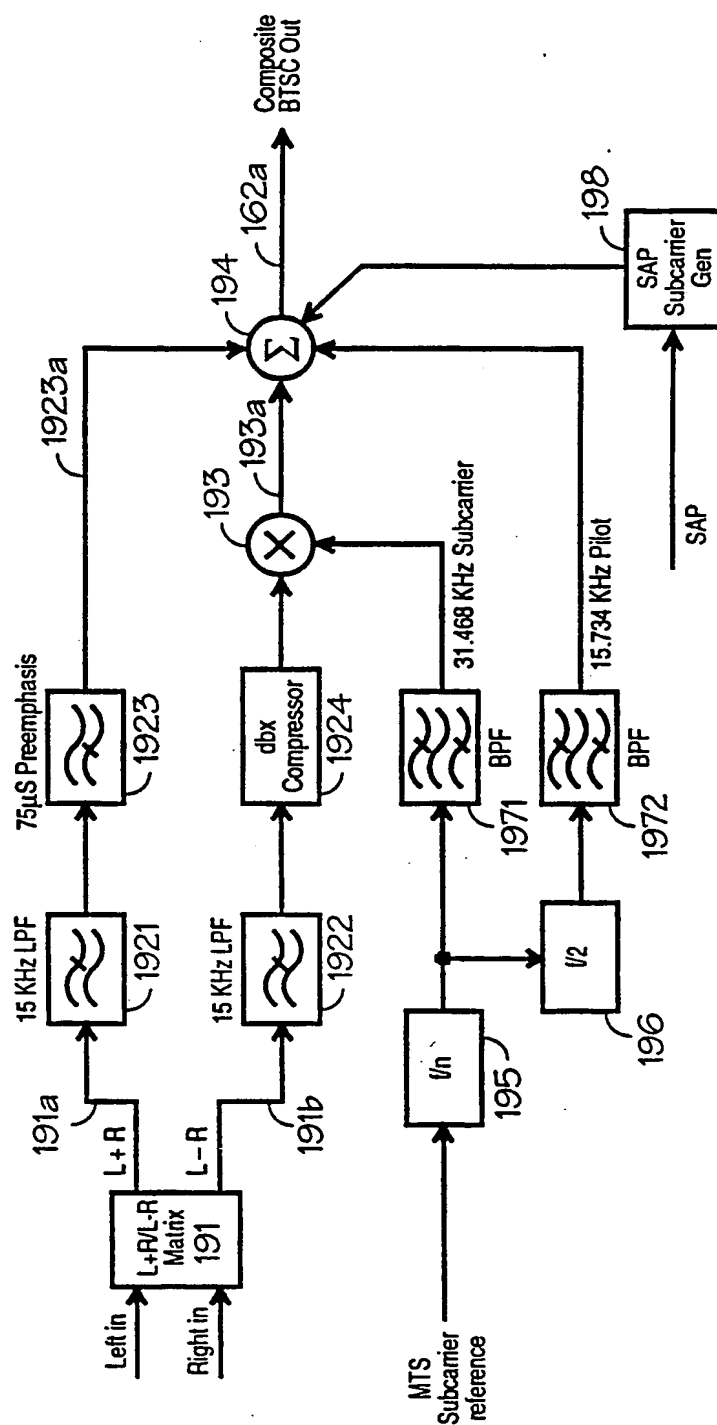 Left in
Right in
L+R/L-R
Matrix
191
L+R
L−R
191a
191b
15 KHz LPF
1921
15 KHz LPF
1922
75µS Preemphasis
1923
dbx
Compressor
1924
1923a
193
193a
194
Σ
162a
Composite
BTSC Out
MTS
Subcarrier
reference
f/n
195
f/2
196
BPF
1971
31.468 KHz Subcarrier
BPF
1972
15.734 KHz Pilot
SAP
SAP
Subcarrier
Gen
198